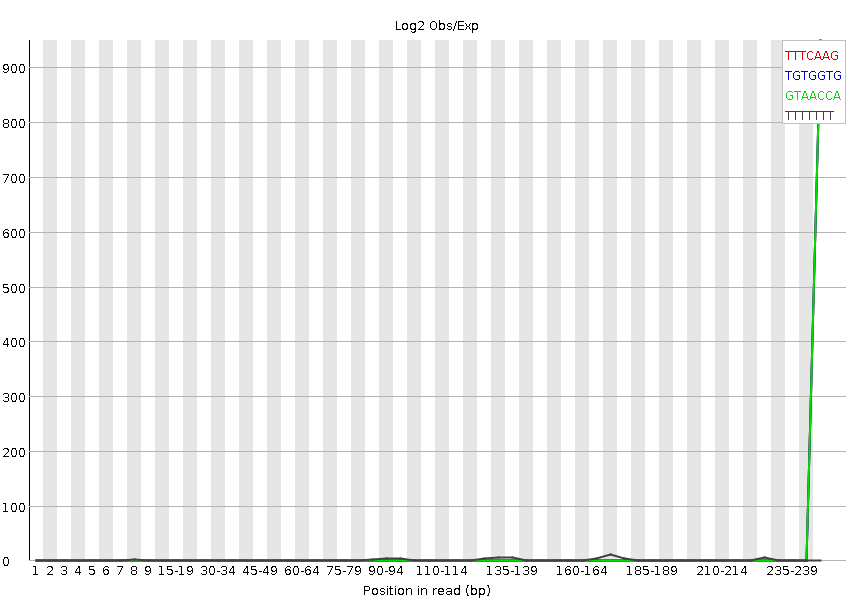 Log2 Obs/Exp
TTTCAAG
TGTGGTG
GTAACCA
TTTTTTT
900
800
700
600
500
400
300
200
100
0
1 2 3 4 5 6 7 8 9 15-19 30-34 45-49 60-64 75-79 90-94 110-114 135-139 160-164 185-189 210-214 235-239
Position in read (bp)